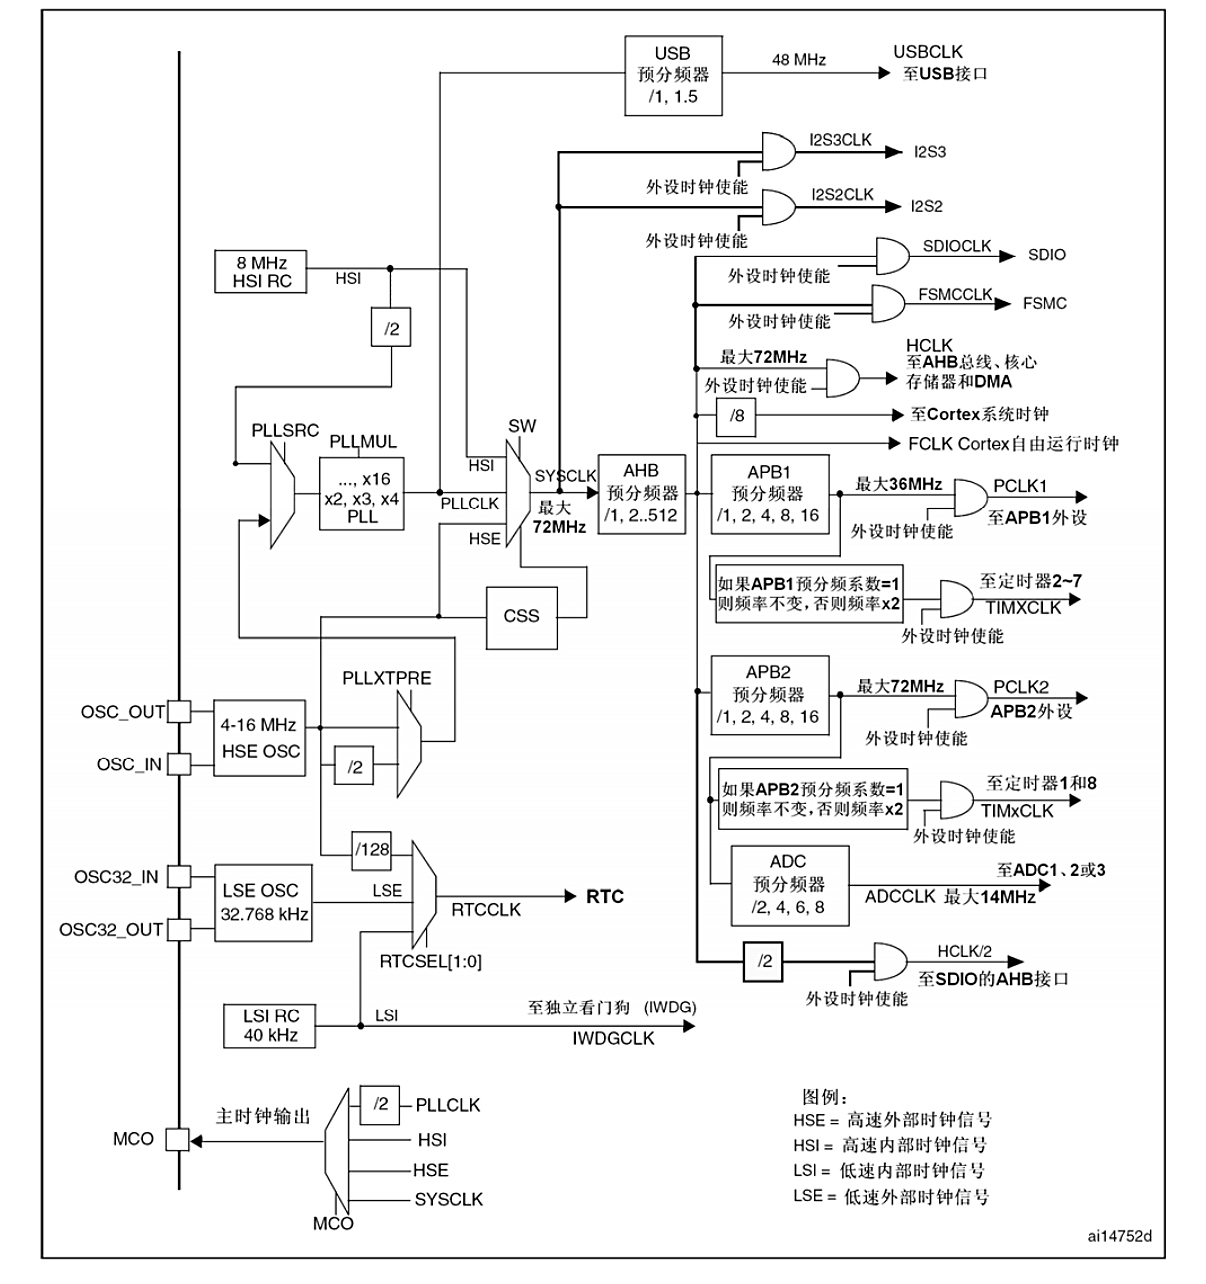 USB
预分频器
/1, 1.5
48 MHz
USBCLK
至USB接口
I2S3CLK
I2S3
外设时钟使能
I2S2CLK
I2S2
外设时钟使能
8 MHz
HSI RC
HSI
/2
SDIOCLK
SDIO
外设时钟使能
FSMCCLK
FSMC
外设时钟使能
最大72MHz
HCLK
至AHB总线、核心
存储器和DMA
外设时钟使能
/8
至Cortex系统时钟
FCLK Cortex自由运行时钟
PLLSRC
PLLMUL
..., x16
x2, x3, x4
PLL
SW
HSI
PLLCLK
HSE
SYSCLK
最大
72MHz
AHB
预分频器
/1, 2..512
APB1
预分频器
/1, 2, 4, 8, 16
最大36MHz
PCLK1
至APB1外设
外设时钟使能
如果APB1预分频系数=1
则频率不变，否则频率x2
至定时器2~7
TIMXCLK
外设时钟使能
CSS
PLLXTPRE
OSC_OUT
OSC_IN
4-16 MHz
HSE OSC
/2
APB2
预分频器
/1, 2, 4, 8, 16
最大72MHz
PCLK2
APB2外设
外设时钟使能
如果APB2预分频系数=1
则频率不变，否则频率x2
至定时器1和8
TIMxCLK
外设时钟使能
/128
OSC32_IN
OSC32_OUT
LSE OSC
32.768 kHz
LSE
RTCCLK
RTC
RTCSEL[1:0]
ADC
预分频器
/2, 4, 6, 8
至ADC1、2或3
ADCCLK 最大14MHz
/2
HCLK/2
至SDIO的AHB接口
外设时钟使能
LSI RC
40 kHz
LSI
至独立看门狗 (IWDG)
IWDGCLK
MCO
主时钟输出
/2
PLLCLK
HSI
HSE
SYSCLK
MCO
图例：
HSE = 高速外部时钟信号
HSI = 高速内部时钟信号
LSI = 低速内部时钟信号
LSE = 低速外部时钟信号
ai14752d